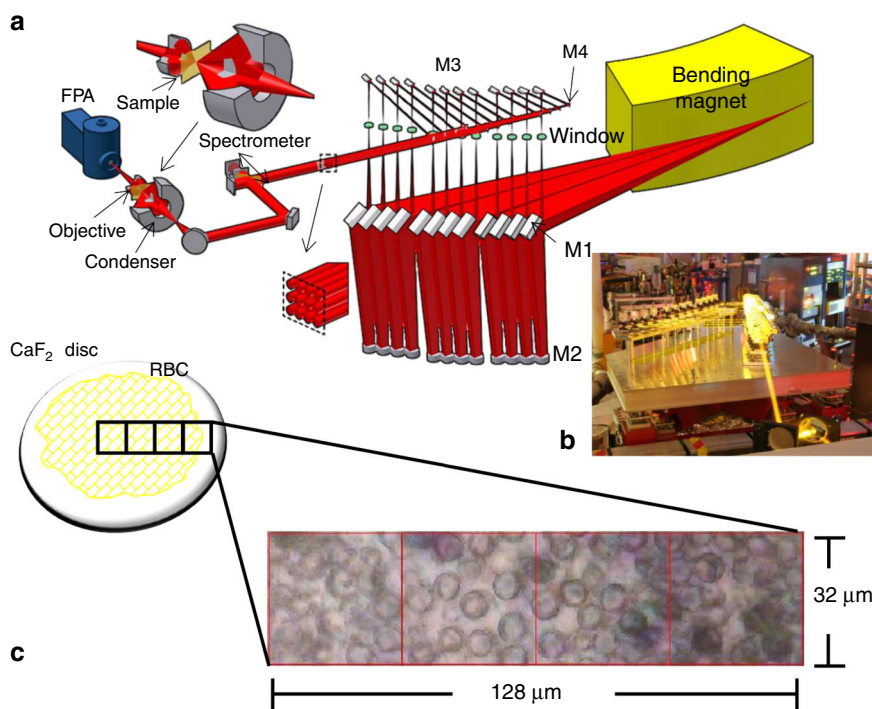 a
M3
M4
Bending
magnet
FPA
Sample
Spectrometer
Window
Objective
Condenser
M1
M2
CaF₂ disc
RBC
b
32 μm
c
128 μm